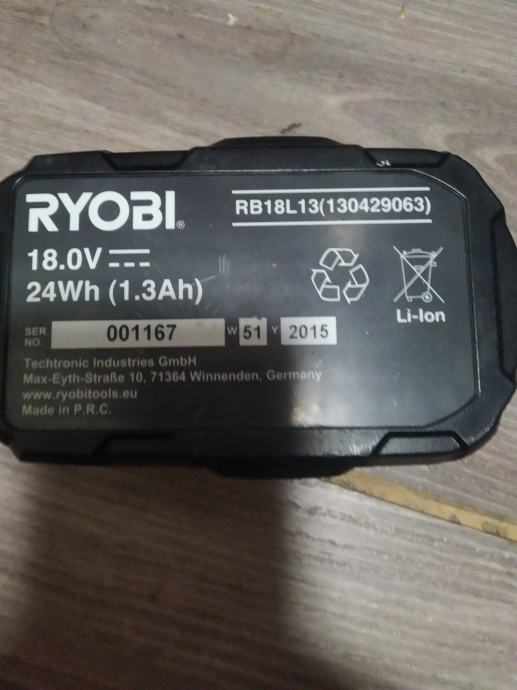 RYOBI®
RB18L13(130429063)
18.0V
24Wh (1.3Ah)
Li-Ion
SER. NO. 001167 W 51 Y 2015
Techtronic Industries GmbH
Max-Eyth-Straße 10, 71364 Winnenden, Germany
www.ryobitools.eu
Made in P.R.C.